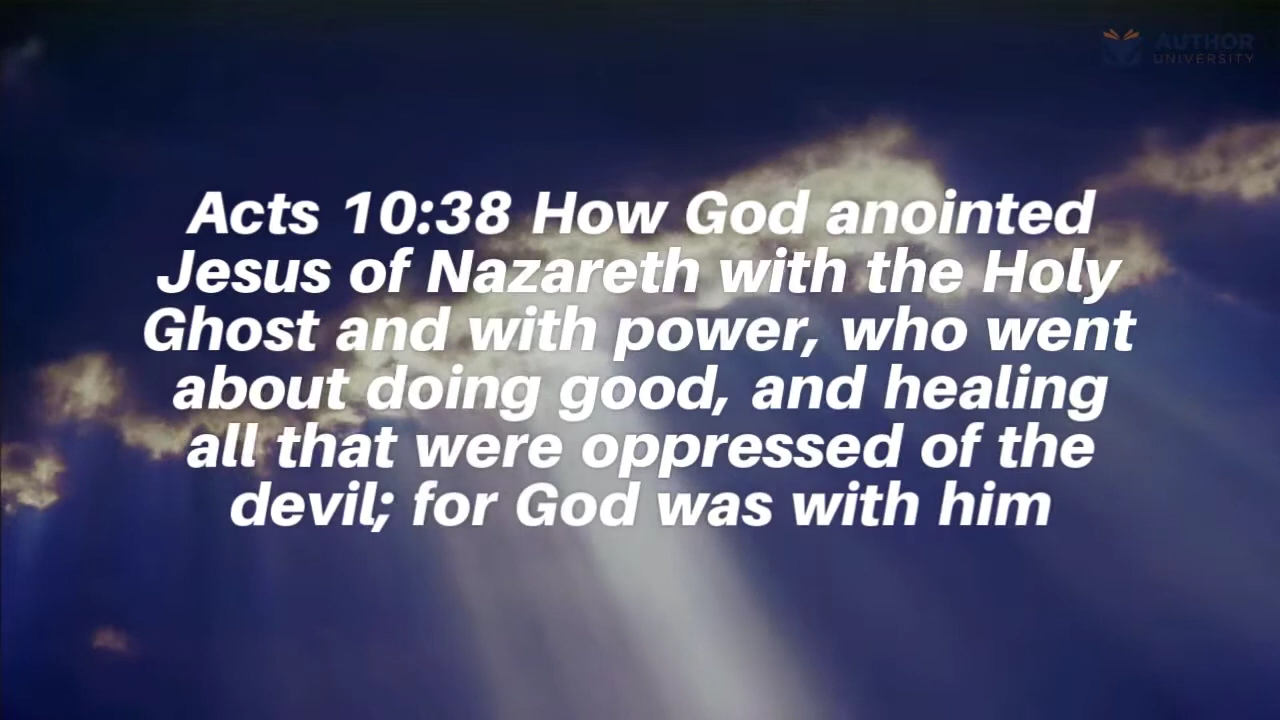 AUTHOR
UNIVERSITY
Acts 10:38 How God anointed
Jesus of Nazareth with the Holy
Ghost and with power, who went
about doing good, and healing
all that were oppressed of the
devil; for God was with him